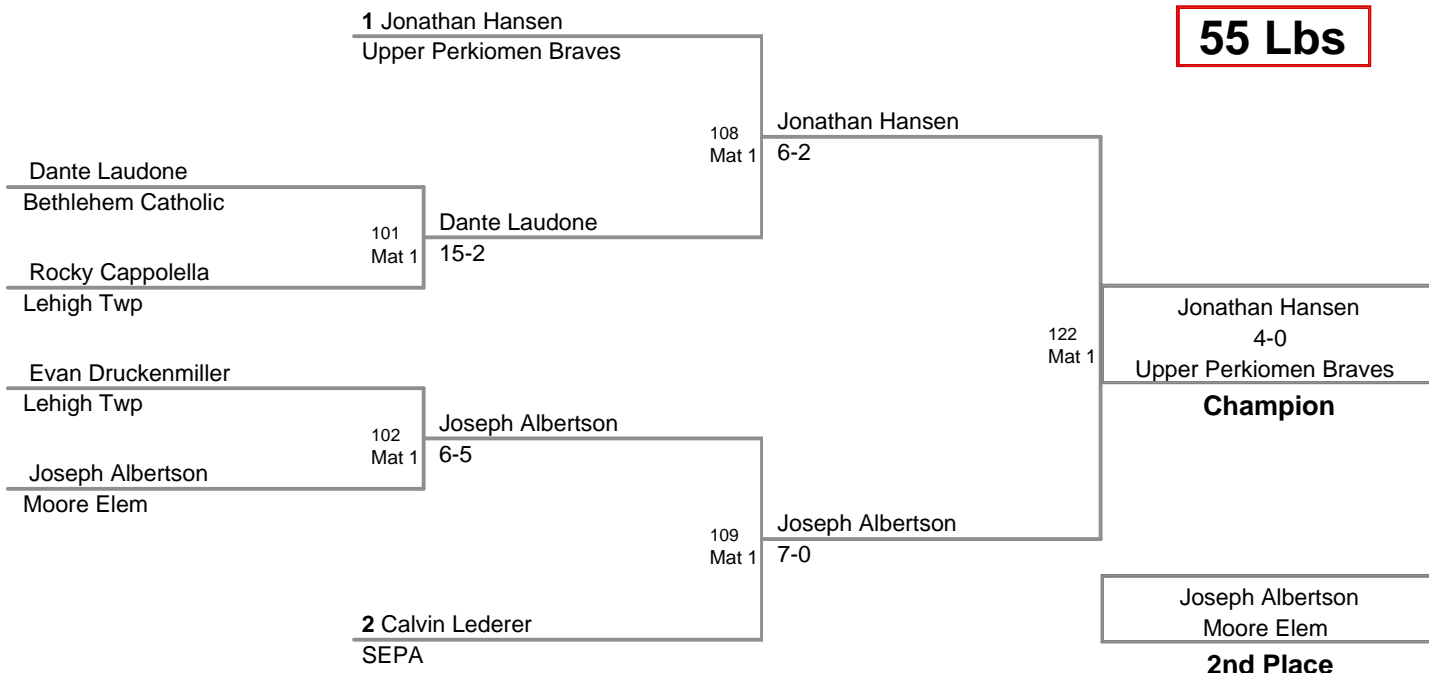 1 Jonathan Hansen
Upper Perkiomen Braves
55 Lbs
108
Mat 1
Jonathan Hansen
6-2
Dante Laudone
Bethlehem Catholic
101
Mat 1
Dante Laudone
15-2
Rocky Cappolella
Lehigh Twp
122
Mat 1
Jonathan Hansen
4-0
Upper Perkiomen Braves
Champion
Evan Druckenmiller
Lehigh Twp
102
Mat 1
Joseph Albertson
6-5
Joseph Albertson
Moore Elem
109
Mat 1
Joseph Albertson
7-0
2 Calvin Lederer
SEPA
Joseph Albertson
Moore Elem
2nd Place